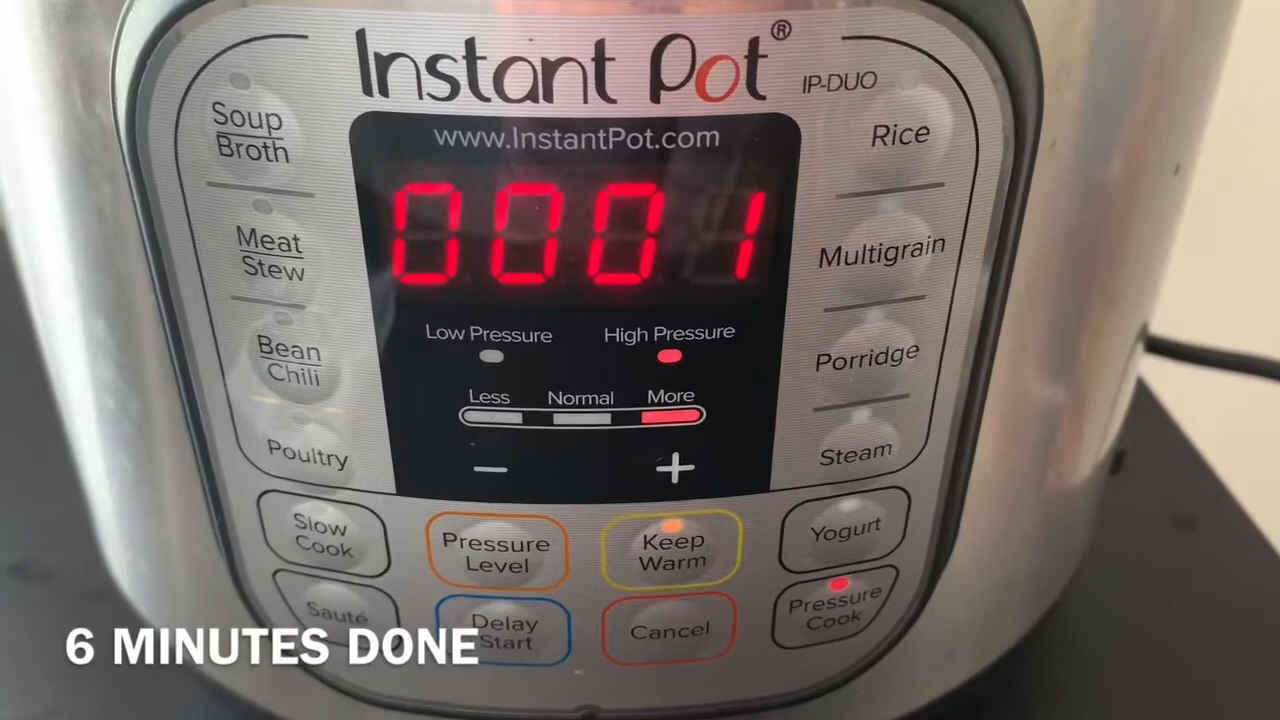 Instant Pot®
IP-DUO
www.InstantPot.com
0001
Soup
Broth
Meat
Stew
Bean
Chili
Poultry
Rice
Multigrain
Porridge
Steam
Low Pressure
High Pressure
Less
Normal
More
−
+
Slow
Cook
Pressure
Level
Keep
Warm
Yogurt
Sauté
Delay
Start
Cancel
Pressure
Cook
6 MINUTES DONE